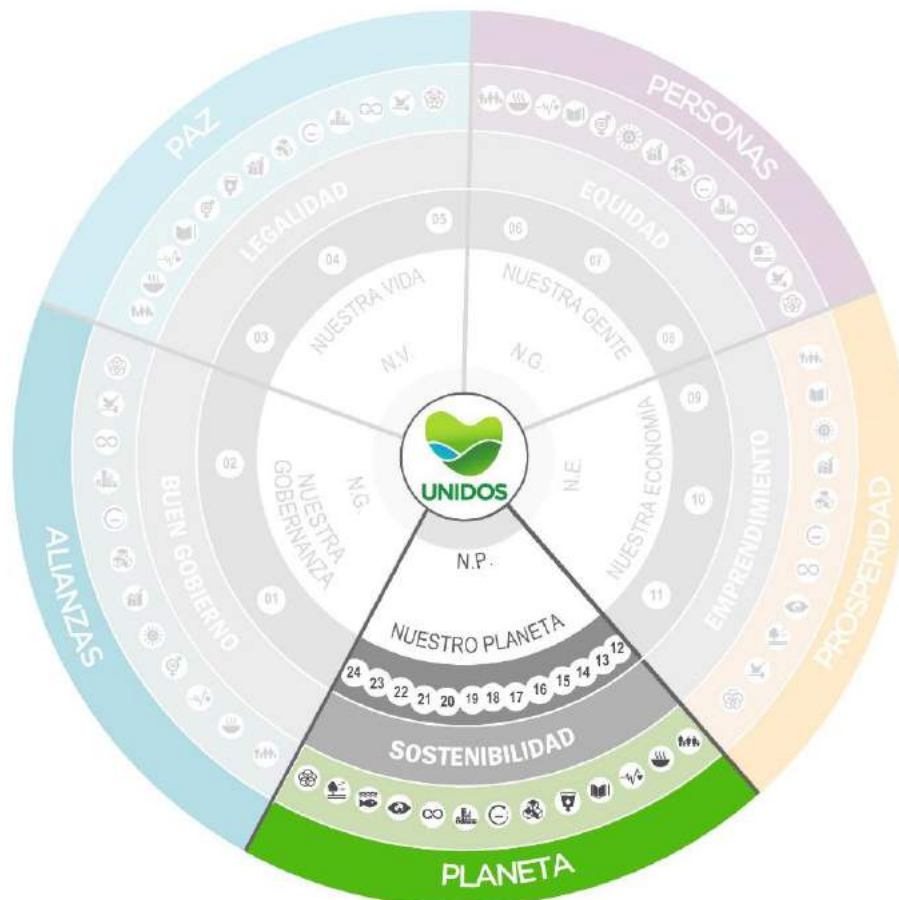 PAZ
PERSONAS
LEGALIDAD
EQUIDAD
05
06
04
07
03
08
NUESTRA VIDA
NUESTRA GENTE
N.V.
N.G.
09
02
UNIDOS
BUEN GOBIERNO
NUESTRA
GOBERNANZA
N.G.
N.E.
NUESTRA ECONOMIA
10
EMPRENDIMIENTO
ALIANZAS
PROSPERIDAD
N.P.
01
11
NUESTRO PLANETA
24 23 22 21 20 19 18 17 16 15 14 13 12
SOSTENIBILIDAD
PLANETA